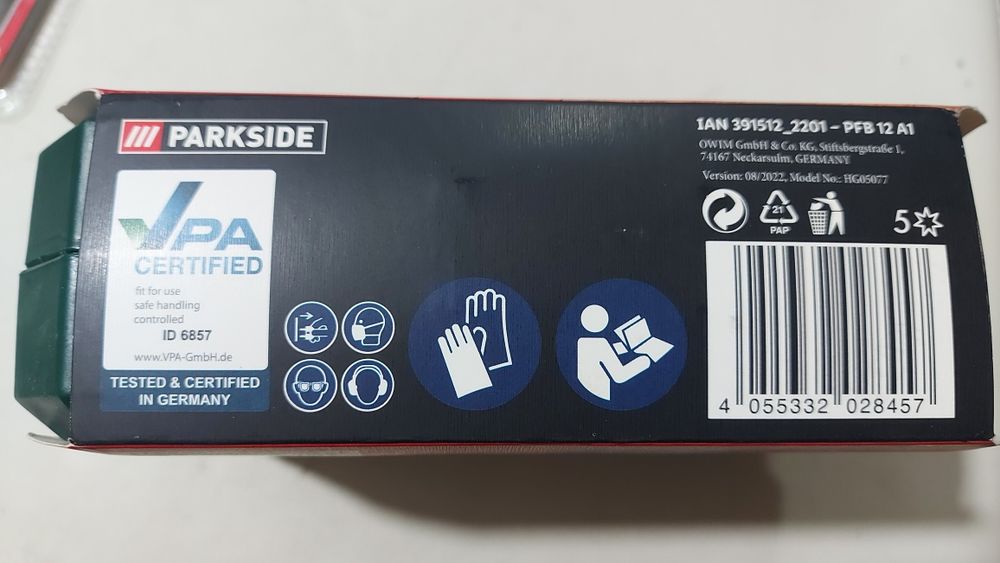 PARKSIDE
VPA
CERTIFIED
fit for use
safe handling
controlled
ID 6857
www.VPA-GmbH.de
TESTED & CERTIFIED
IN GERMANY
IAN 391512_2201 – PFB 12 A1
OWIM GmbH & Co. KG, Stiftsbergstraße 1,
74167 Neckarsulm, GERMANY
Version: 08/2022, Model No.: HG05077
21
PAP
5
4 055332 028457